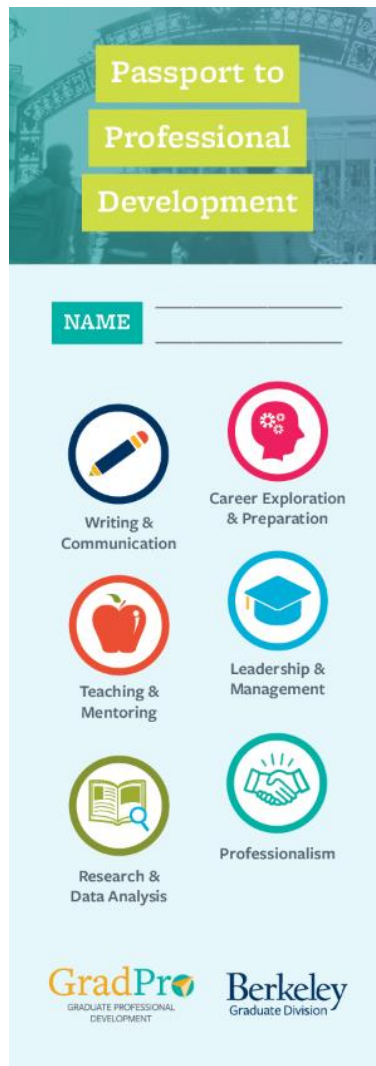 Passport to
Professional
Development
NAME
Writing &
Communication
Career Exploration
& Preparation
Teaching &
Mentoring
Leadership &
Management
Research &
Data Analysis
Professionalism
GradPro
GRADUATE PROFESSIONAL
DEVELOPMENT
Berkeley
Graduate Division